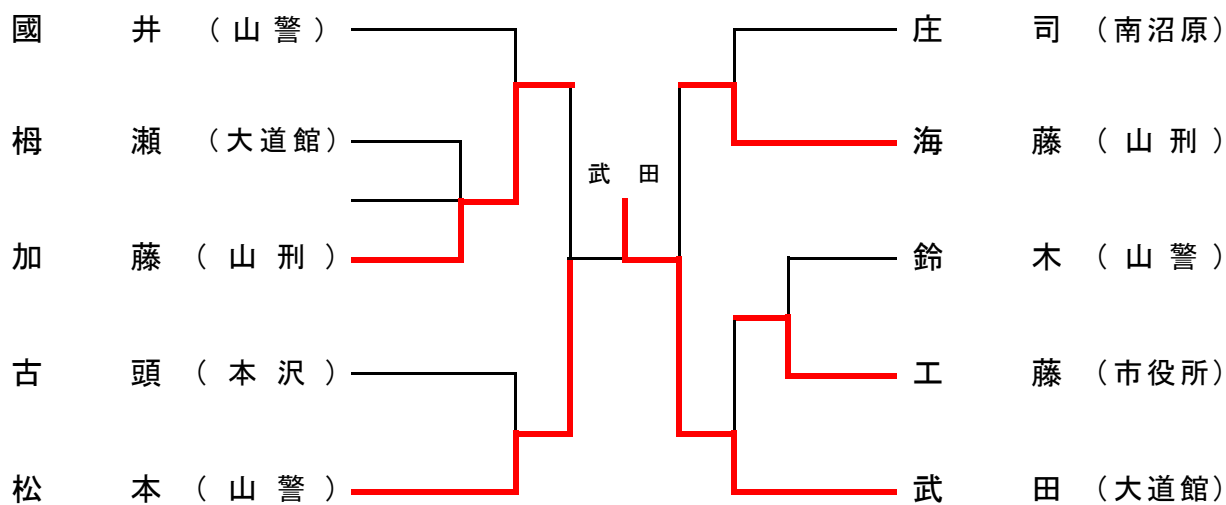 國井（山警）
栂瀬（大道館）
加藤（山刑）
古頭（本沢）
松本（山警）
武田
庄司（南沼原）
海藤（山刑）
鈴木（山警）
工藤（市役所）
武田（大道館）